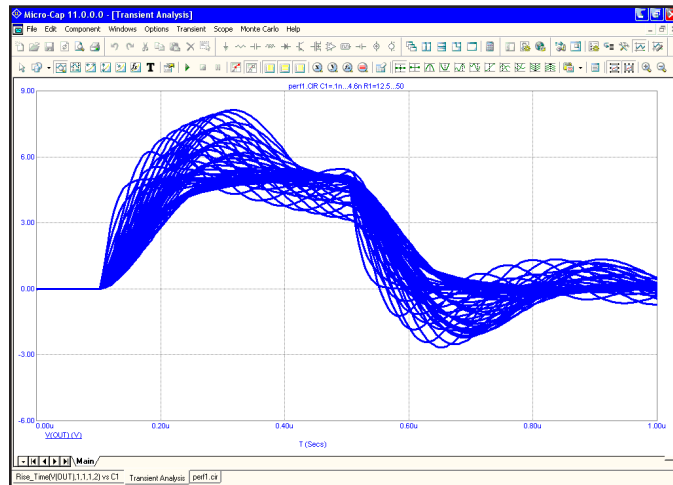 Micro-Cap 11.0.0.0 - [Transient Analysis]
File Edit Component Windows Options Transient Scope Monte Carlo Help
T
pert1.CIR C1=.1n...4.6n R1=12.5...50
9.00
6.00
3.00
0.00
-3.00
-6.00
0.00u 0.20u 0.40u 0.60u 0.80u 1.00u
V(OUT) (V)
T (Secs)
Main
Rise_Time(V(OUT),1,1,1,2) vs C1 Transient Analysis pert1.cir